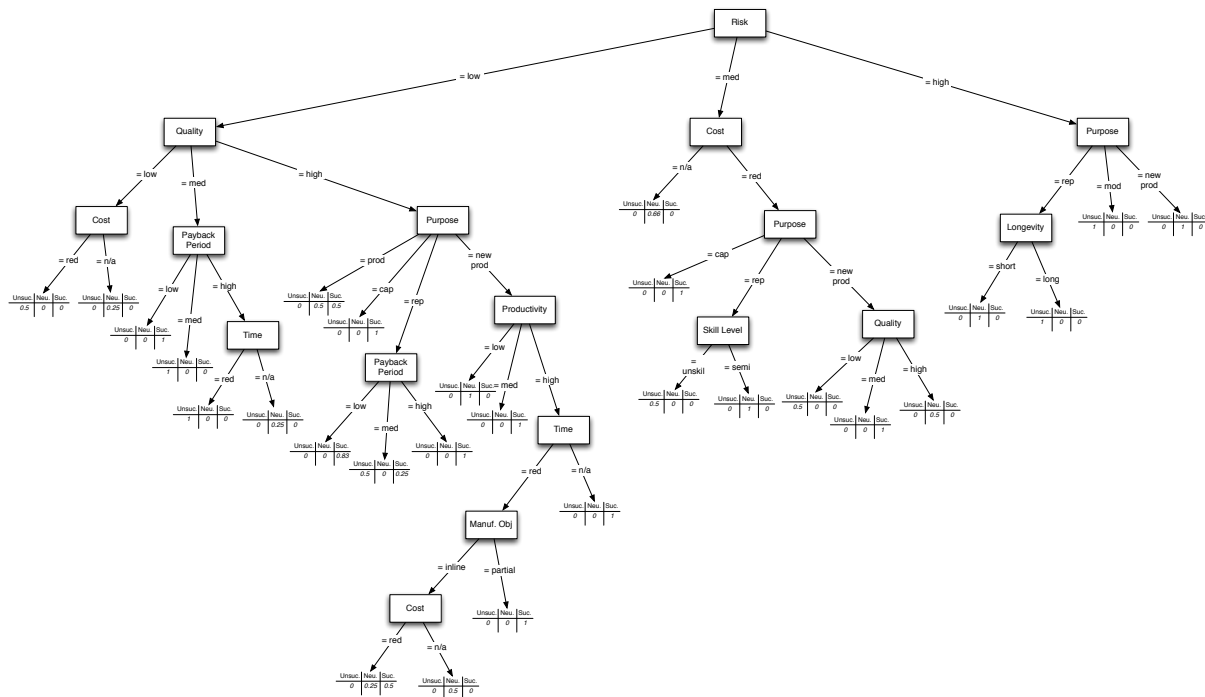 Risk
= low
= med
= high
Quality
Cost
Purpose
= low
= med
= high
= n/a
= red
= rep
= mod
= new
prod
Cost
Payback
Period
Purpose
Unsuc. Neu. Suc.
0 0.66 0
Purpose
Longevity
Unsuc. Neu. Suc.
1 0 0
Unsuc. Neu. Suc.
0 1 0
= red
= n/a
= low
= med
= high
= prod
= cap
= rep
= new
prod
= cap
= rep
= new
prod
= short
= long
Unsuc. Neu. Suc.
0.5 0 0
Unsuc. Neu. Suc.
0 0.25 0
Unsuc. Neu. Suc.
0 0 1
Unsuc. Neu. Suc.
1 0 0
Time
Unsuc. Neu. Suc.
0 0.5 0.5
Unsuc. Neu. Suc.
0 0 1
Payback
Period
Productivity
Unsuc. Neu. Suc.
0 0 1
Skill Level
Quality
Unsuc. Neu. Suc.
0 1 0
Unsuc. Neu. Suc.
1 0 0
= red
= n/a
Unsuc. Neu. Suc.
1 0 0
Unsuc. Neu. Suc.
0 0.25 0
= low
= med
= high
Unsuc. Neu. Suc.
0 0 0.83
Unsuc. Neu. Suc.
0.5 0 0.25
Unsuc. Neu. Suc.
0 0 1
= low
= med
= high
Unsuc. Neu. Suc.
0 1 0
Unsuc. Neu. Suc.
0 0 1
Time
=
unskil
= semi
Unsuc. Neu. Suc.
0.5 0 0
Unsuc. Neu. Suc.
0 1 0
= low
= med
= high
Unsuc. Neu. Suc.
0.5 0 0
Unsuc. Neu. Suc.
0 0 1
Unsuc. Neu. Suc.
0 0.5 0
= red
= n/a
Manuf. Obj
Unsuc. Neu. Suc.
0 0 1
= inline
= partial
Cost
Unsuc. Neu. Suc.
0 0 1
= red
= n/a
Unsuc. Neu. Suc.
0 0.25 0.5
Unsuc. Neu. Suc.
0 0.5 0